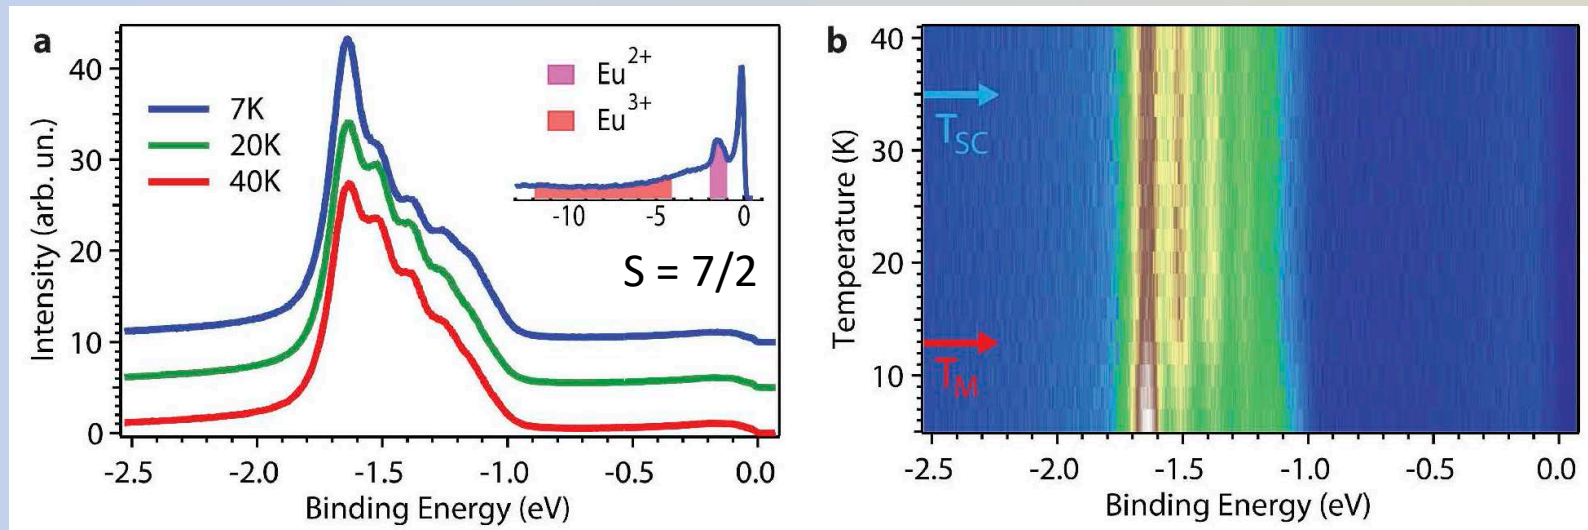 a
40
30
20
10
0
Intensity (arb. un.)
7K
20K
40K
Eu2+
Eu3+
-10 -5 0
S = 7/2
-2.5 -2.0 -1.5 -1.0 -0.5 0.0
Binding Energy (eV)
b
40
30
20
10
Temperature (K)
TSC
TM
-2.5 -2.0 -1.5 -1.0 -0.5 0.0
Binding Energy (eV)